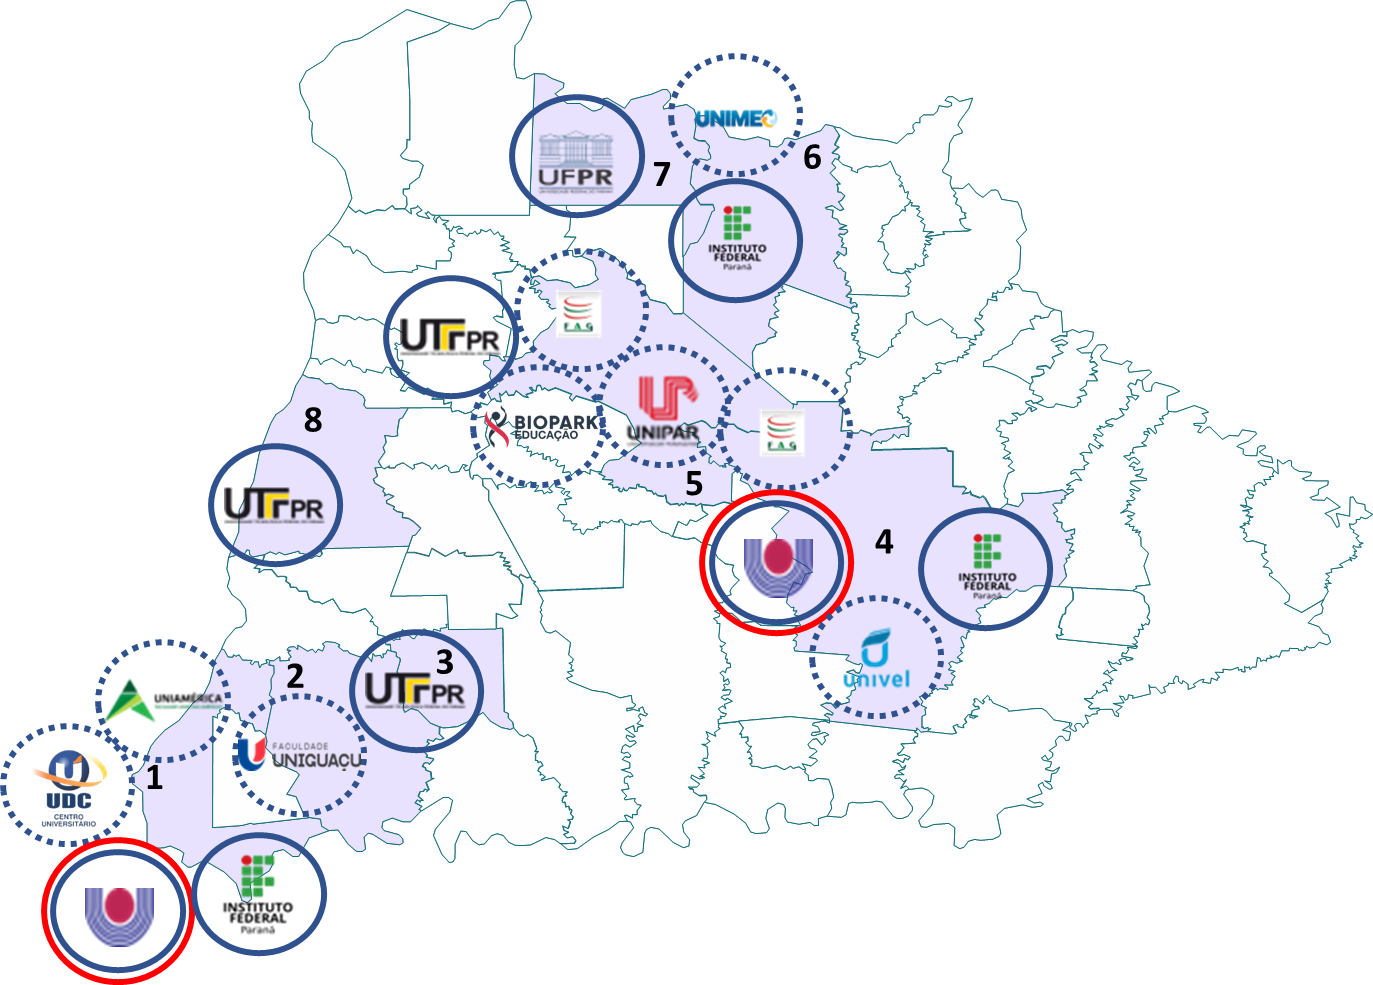 UNIMEO
6
7
UFPR
INSTITUTO
FEDERAL
Paraná
UTFPR
F.A.G
UNIPAR
BIOPARK
EDUCAÇÃO
F.A.G
8
5
UTFPR
4
INSTITUTO
FEDERAL
Paraná
univel
3
2
UTFPR
UNIAMÉRICA
FACULDADE
UNIGUAÇU
1
UDC
CENTRO
UNIVERSITÁRIO
INSTITUTO
FEDERAL
Paraná